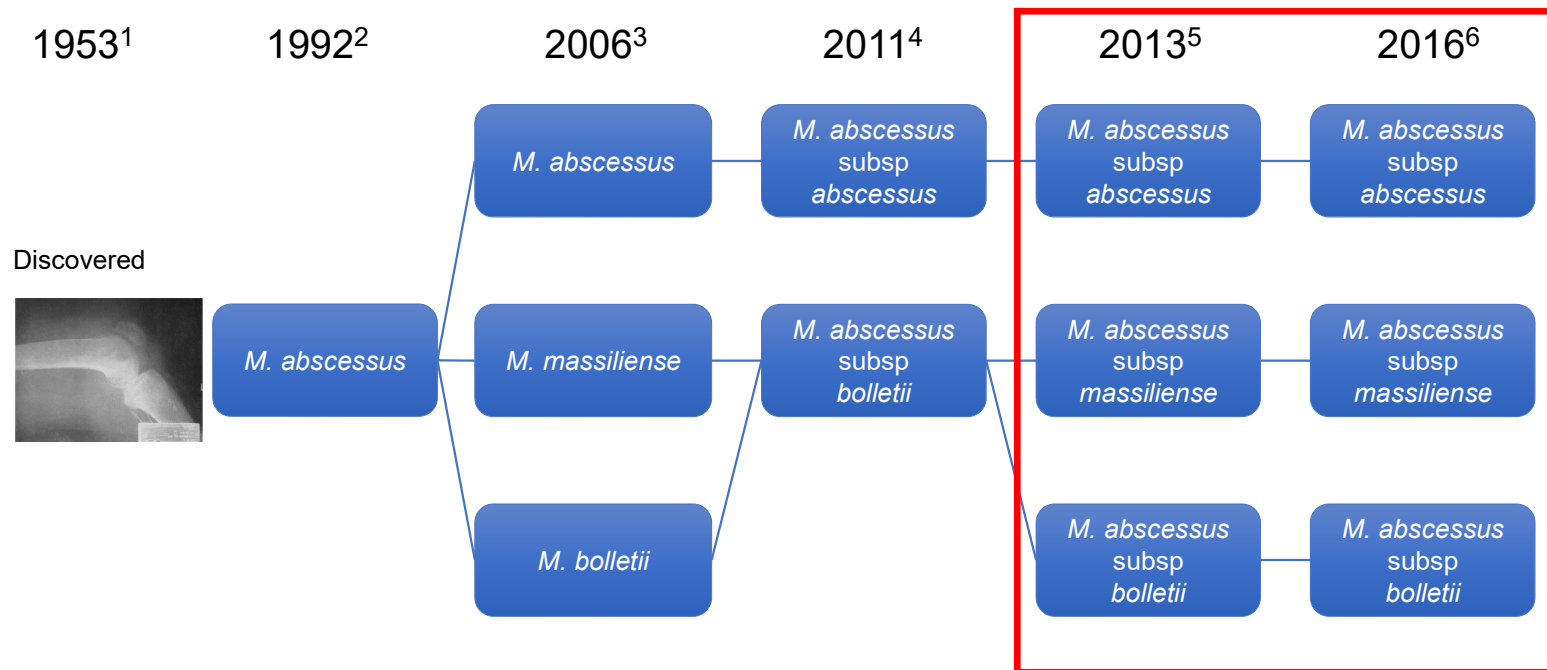 1953¹
1992²
2006³
2011⁴
2013⁵
2016⁶
Discovered
M. abscessus
M. abscessus
M. massiliense
M. bolletii
M. abscessus
subsp
abscessus
M. abscessus
subsp
bolletii
M. abscessus
subsp
abscessus
M. abscessus
subsp
massiliense
M. abscessus
subsp
bolletii
M. abscessus
subsp
abscessus
M. abscessus
subsp
massiliense
M. abscessus
subsp
bolletii